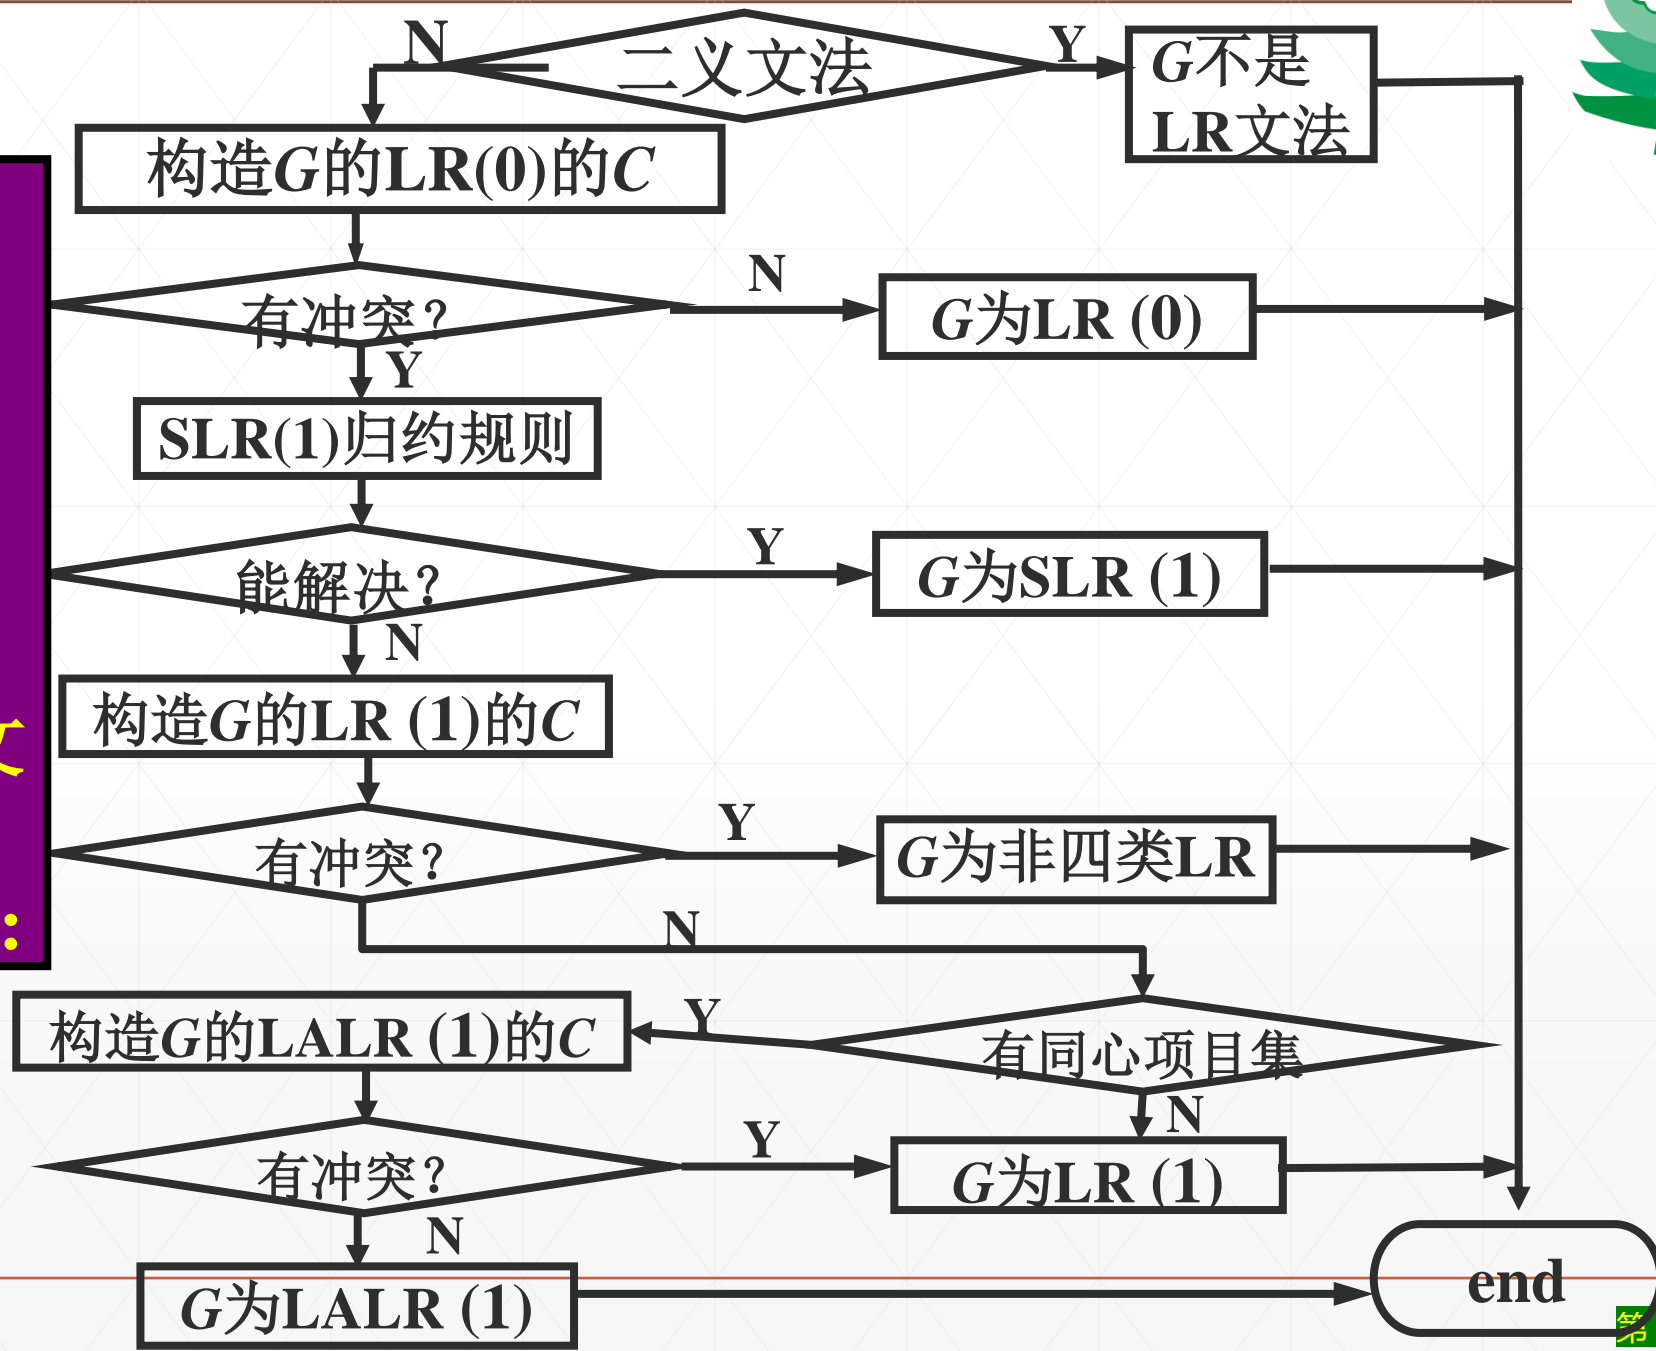 N
二义文法
Y
G不是
LR文法
构造G的LR(0)的C
有冲突?
N
G为LR (0)
Y
SLR(1)归约规则
能解决?
Y
G为SLR (1)
N
构造G的LR (1)的C
有冲突?
Y
G为非四类LR
N
有同心项目集
Y
构造G的LALR (1)的C
N
有冲突?
Y
G为LR (1)
N
G为LALR (1)
end
第
: